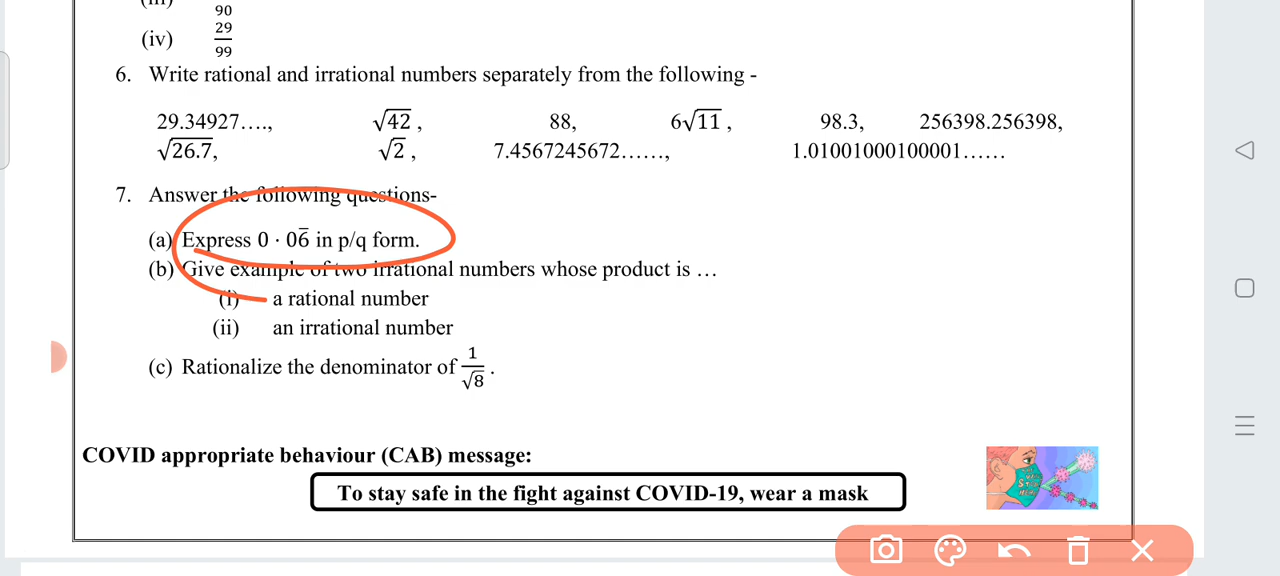 90
(iv) 29/99
6. Write rational and irrational numbers separately from the following -
29.34927…., √42 , 88, 6√11 , 98.3, 256398.256398,
√26.7, √2 , 7.4567245672……, 1.01001000100001……
7. Answer the following questions-
(a) Express 0 · 06̅ in p/q form.
(b) Give example of two irrational numbers whose product is …
(i) a rational number
(ii) an irrational number
(c) Rationalize the denominator of 1/√8 .
COVID appropriate behaviour (CAB) message:
To stay safe in the fight against COVID-19, wear a mask